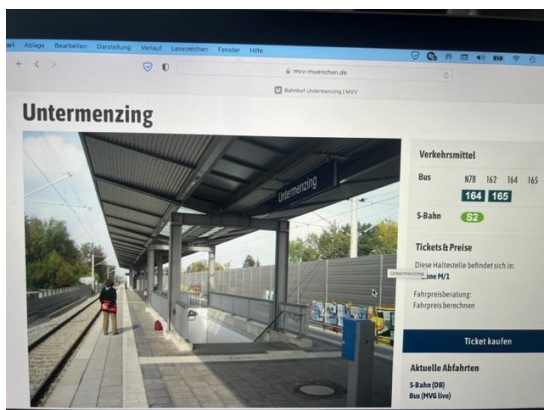 Ablage Bearbeiten Darstellung Verlauf Lesezeichen Fenster Hilfe
mvv-muenchen.de
M Bahnhof Untermenzing | MVV
Untermenzing
Untermenzing
Verkehrsmittel
Bus N78 162 164 165
164 165
S-Bahn S2
Tickets & Preise
Diese Haltestelle befindet sich in:
Untermenzing
M/1
Fahrpreisberatung:
Fahrpreis berechnen
Ticket kaufen
Aktuelle Abfahrten
S-Bahn (DB)
Bus (MVG live)